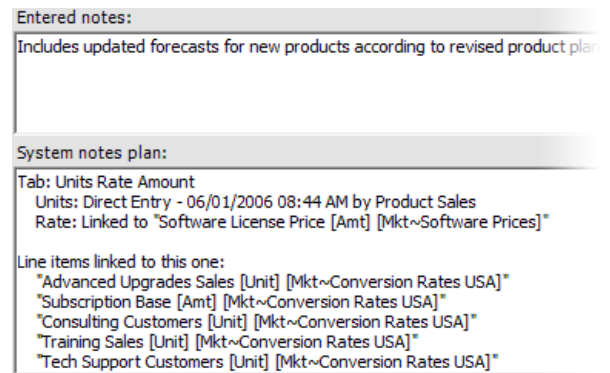 Entered notes:
Includes updated forecasts for new products according to revised product plan
System notes plan:
Tab: Units Rate Amount
Units: Direct Entry - 06/01/2006 08:44 AM by Product Sales
Rate: Linked to "Software License Price [Amt] [Mkt~Software Prices]"
Line items linked to this one:
"Advanced Upgrades Sales [Unit] [Mkt~Conversion Rates USA]"
"Subscription Base [Amt] [Mkt~Conversion Rates USA]"
"Consulting Customers [Unit] [Mkt~Conversion Rates USA]"
"Training Sales [Unit] [Mkt~Conversion Rates USA]"
"Tech Support Customers [Unit] [Mkt~Conversion Rates USA]"